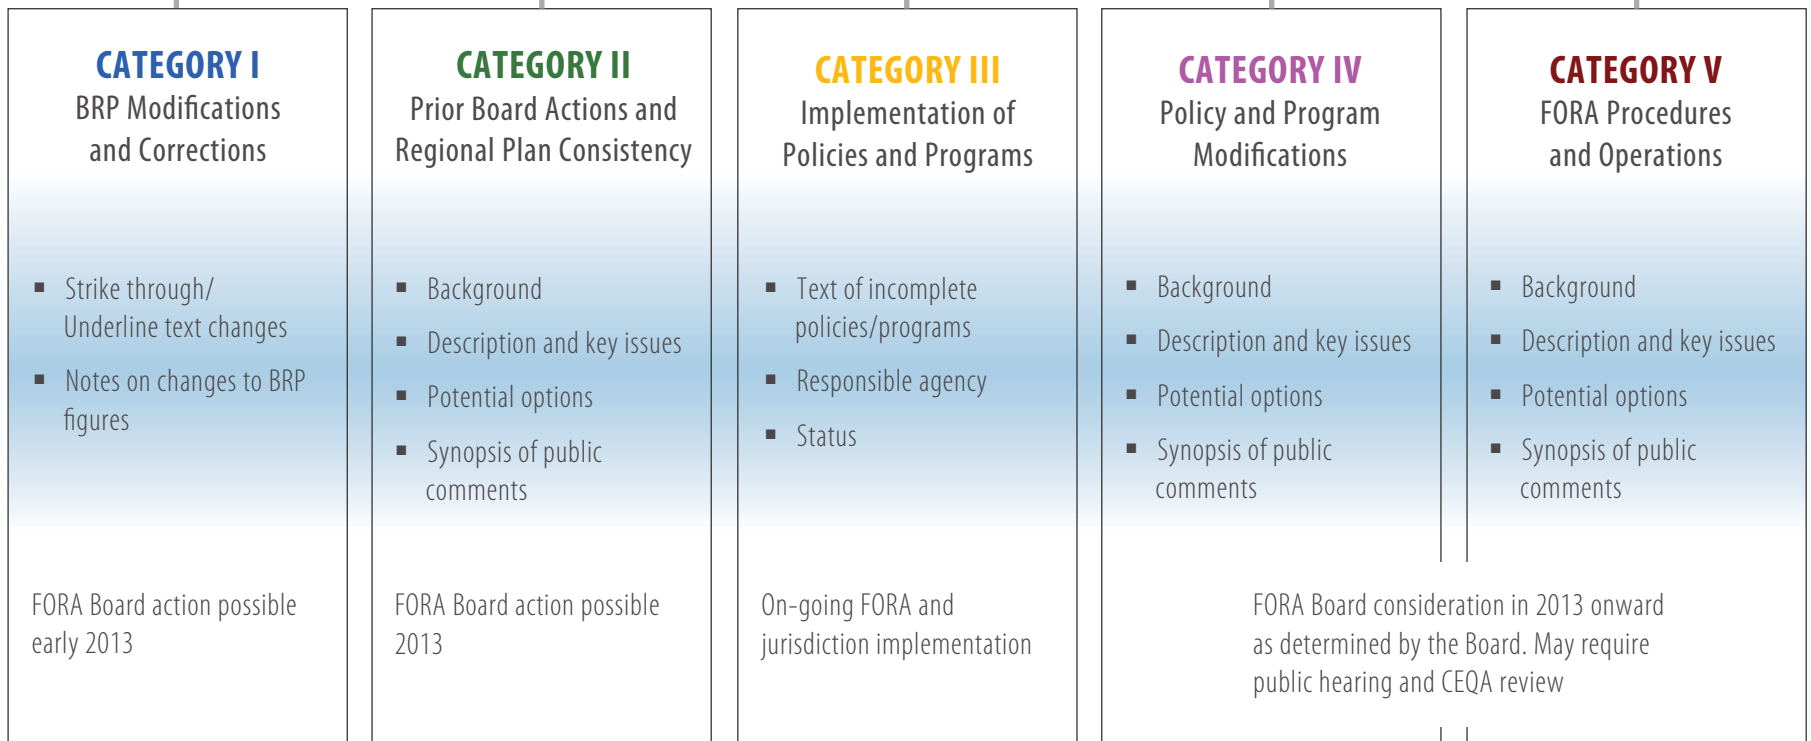 CATEGORY I
BRP Modifications
and Corrections
▪ Strike through/
Underline text changes
▪ Notes on changes to BRP
figures
FORA Board action possible
early 2013
CATEGORY II
Prior Board Actions and
Regional Plan Consistency
▪ Background
▪ Description and key issues
▪ Potential options
▪ Synopsis of public
comments
FORA Board action possible
2013
CATEGORY III
Implementation of
Policies and Programs
▪ Text of incomplete
policies/programs
▪ Responsible agency
▪ Status
On-going FORA and
jurisdiction implementation
CATEGORY IV
Policy and Program
Modifications
▪ Background
▪ Description and key issues
▪ Potential options
▪ Synopsis of public
comments
CATEGORY V
FORA Procedures
and Operations
▪ Background
▪ Description and key issues
▪ Potential options
▪ Synopsis of public
comments
FORA Board consideration in 2013 onward
as determined by the Board. May require
public hearing and CEQA review